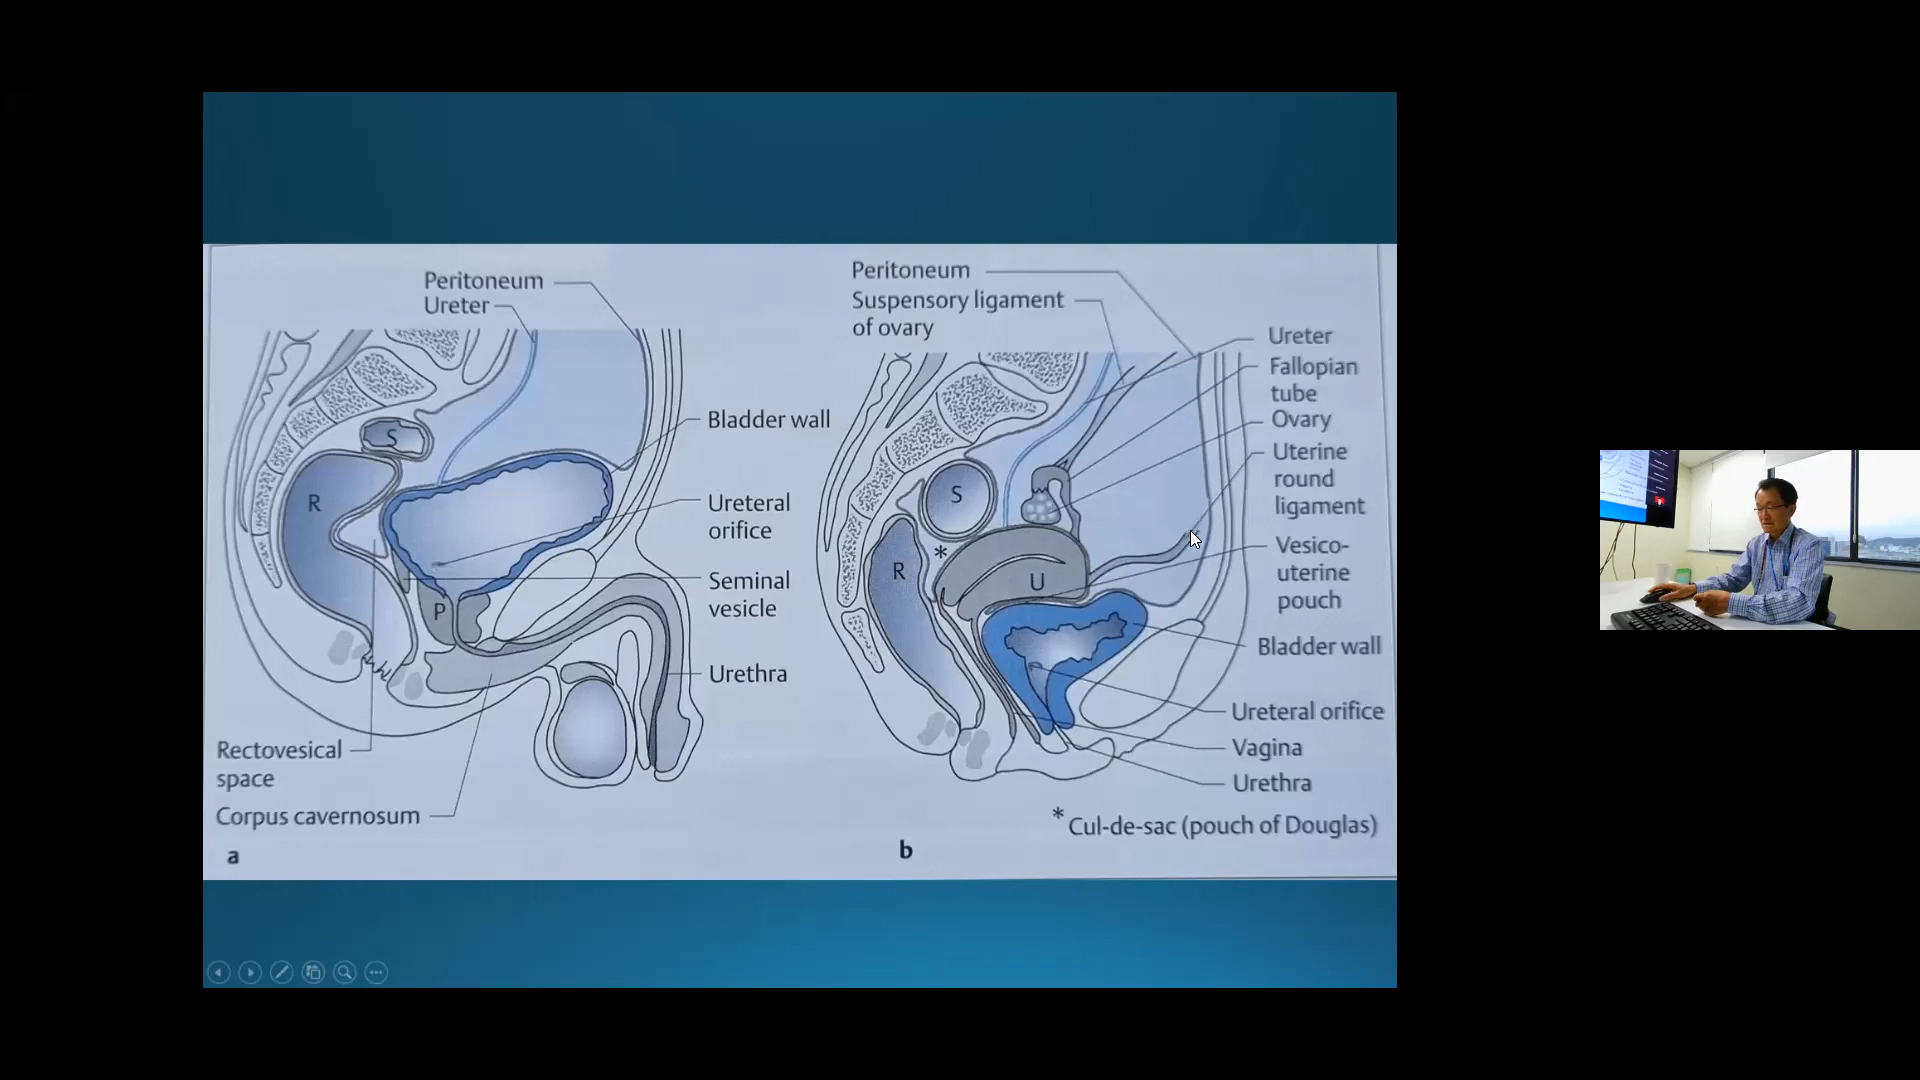 Peritoneum
Ureter
S
R
P
Bladder wall
Ureteral
orifice
Seminal
vesicle
Urethra
Rectovesical
space
Corpus cavernosum
a
Peritoneum
Suspensory ligament
of ovary
Ureter
Fallopian
tube
Ovary
Uterine
round
ligament
Vesico-
uterine
pouch
Bladder wall
Ureteral orifice
Vagina
Urethra
S
*
R
U
* Cul-de-sac (pouch of Douglas)
b